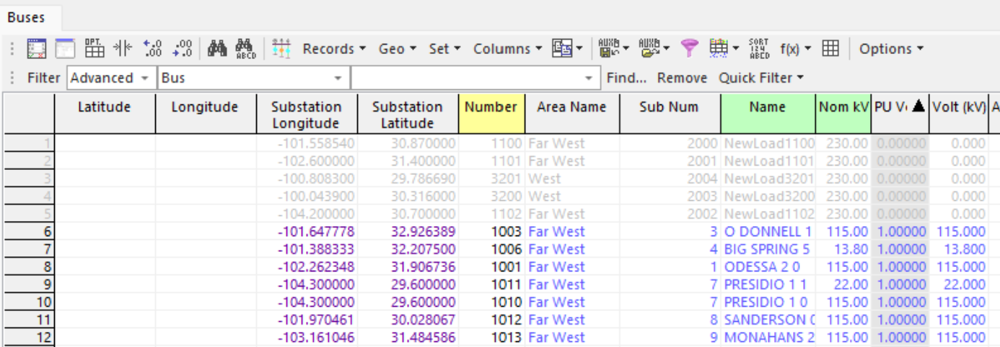 Buses
OPT. .00 .0 .00 +.0 ABCD Records Geo Set Columns AUXB AUXB SORT 124 ABED f(x) Options
Filter Advanced Bus Find... Remove Quick Filter
Latitude Longitude Substation Longitude Substation Latitude Number Area Name Sub Num Name Nom kV PU V Volt (kV) A
1 -101.558540 30.870000 1100 Far West 2000 NewLoad1100 230.00 0.00000 0.000
2 -102.600000 31.400000 1101 Far West 2001 NewLoad1101 230.00 0.00000 0.000
3 -100.808300 29.786690 3201 West 2004 NewLoad3201 230.00 0.00000 0.000
4 -100.043900 30.316000 3200 West 2003 NewLoad3200 230.00 0.00000 0.000
5 -104.200000 30.700000 1102 Far West 2002 NewLoad1102 230.00 0.00000 0.000
6 -101.647778 32.926389 1003 Far West 3 O DONNELL 1 115.00 1.00000 115.000
7 -101.388333 32.207500 1006 Far West 4 BIG SPRING 5 13.80 1.00000 13.800
8 -102.262348 31.906736 1001 Far West 1 ODESSA 2 0 115.00 1.00000 115.000
9 -104.300000 29.600000 1011 Far West 7 PRESIDIO 1 1 22.00 1.00000 22.000
10 -104.300000 29.600000 1010 Far West 7 PRESIDIO 1 0 115.00 1.00000 115.000
11 -101.970461 30.028067 1012 Far West 8 SANDERSON 115.00 1.00000 115.000
12 -103.161046 31.484586 1013 Far West 9 MONAHANS 2 115.00 1.00000 115.000